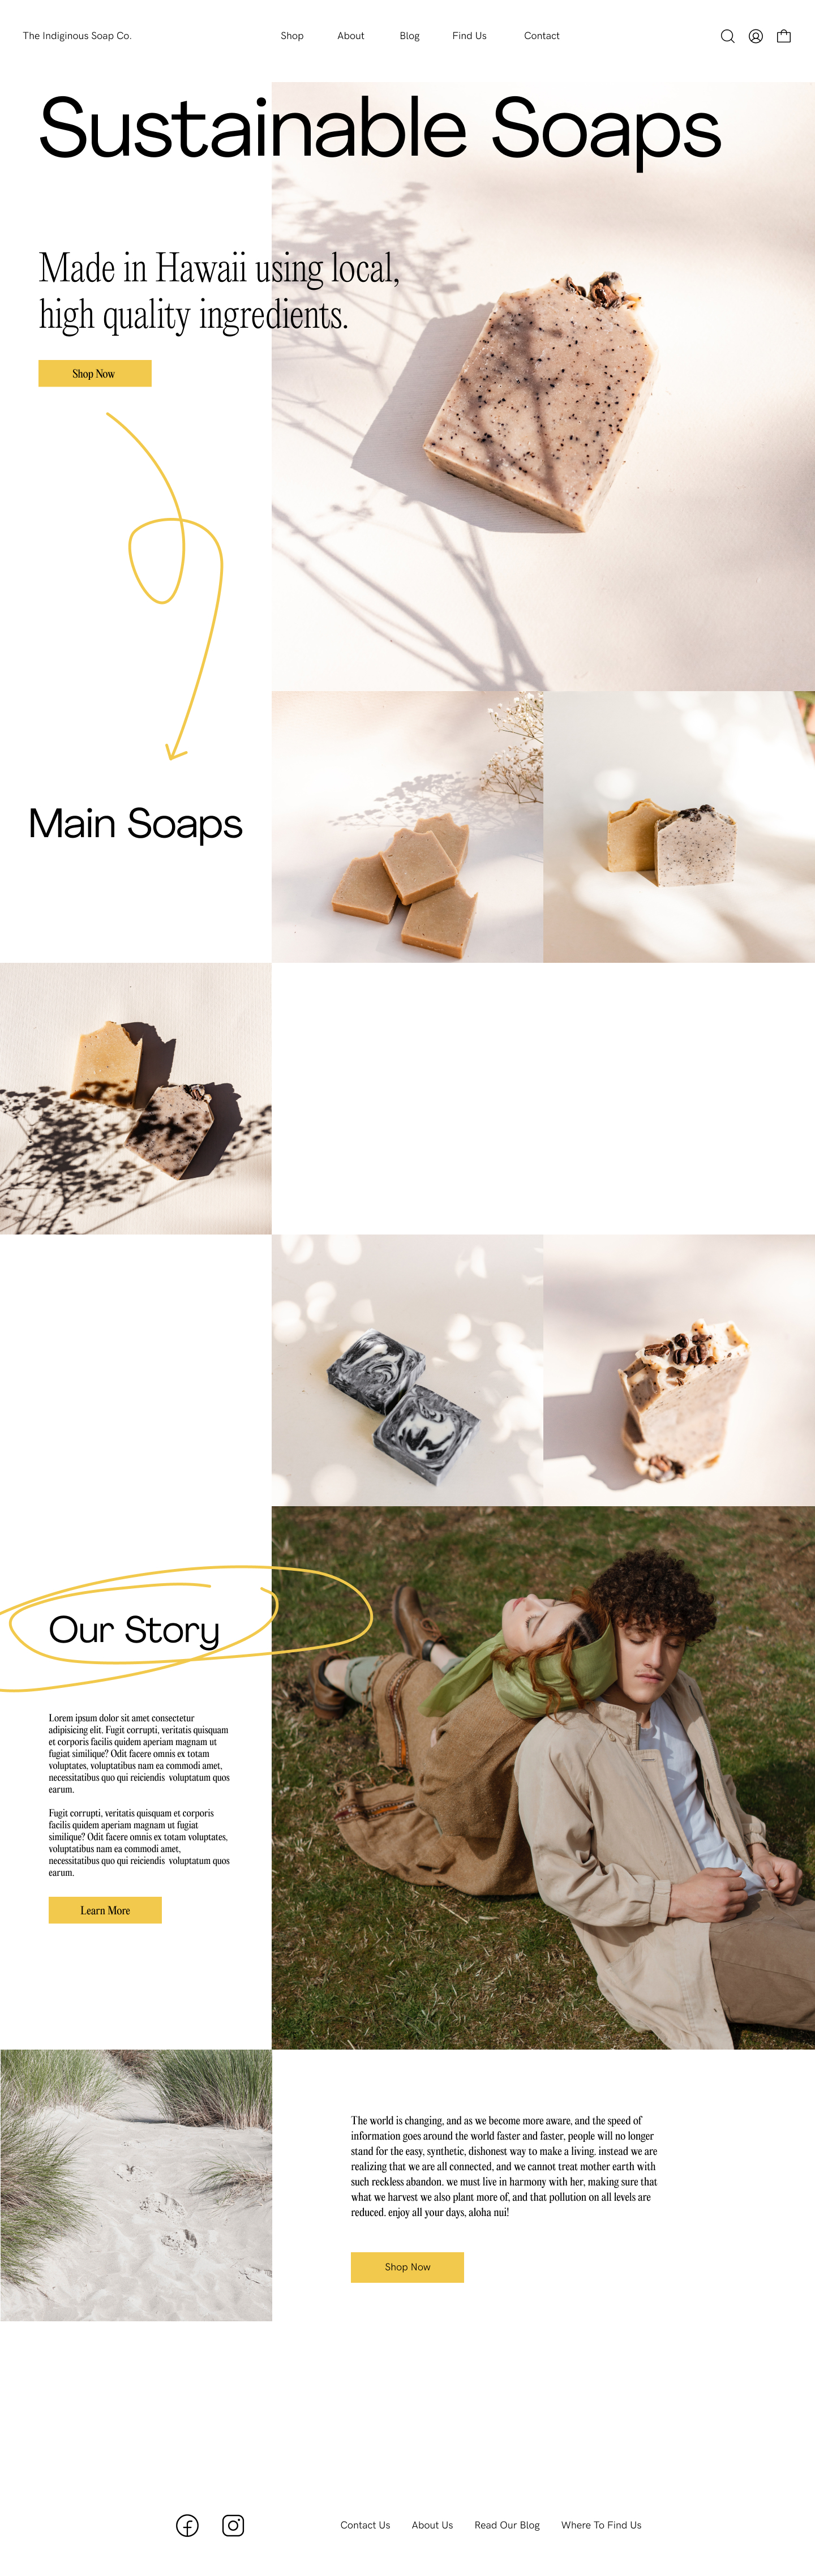 The Indiginous Soap Co.
Shop
About
Blog
Find Us
Contact
Sustainable Soaps
Made in Hawaii using local,
high quality ingredients.
Shop Now
Main Soaps
Our Story
Lorem ipsum dolor sit amet consectetur
adipisicing elit. Fugit corrupti, veritatis quisquam
et corporis facilis quidem aperiam magnam ut
fugiat similique? Odit facere omnis ex totam
voluptates, voluptatibus nam ea commodi amet,
necessitatibus quo qui reiciendis voluptatum quos
earum.
Fugit corrupti, veritatis quisquam et corporis
facilis quidem aperiam magnam ut fugiat
similique? Odit facere omnis ex totam voluptates,
voluptatibus nam ea commodi amet,
necessitatibus quo qui reiciendis voluptatum quos
earum.
Learn More
The world is changing, and as we become more aware, and the speed of
information goes around the world faster and faster, people will no longer
stand for the easy, synthetic, dishonest way to make a living. instead we are
realizing that we are all connected, and we cannot treat mother earth with
such reckless abandon. we must live in harmony with her, making sure that
what we harvest we also plant more of, and that pollution on all levels are
reduced. enjoy all your days, aloha nui!
Shop Now
Contact Us
About Us
Read Our Blog
Where To Find Us